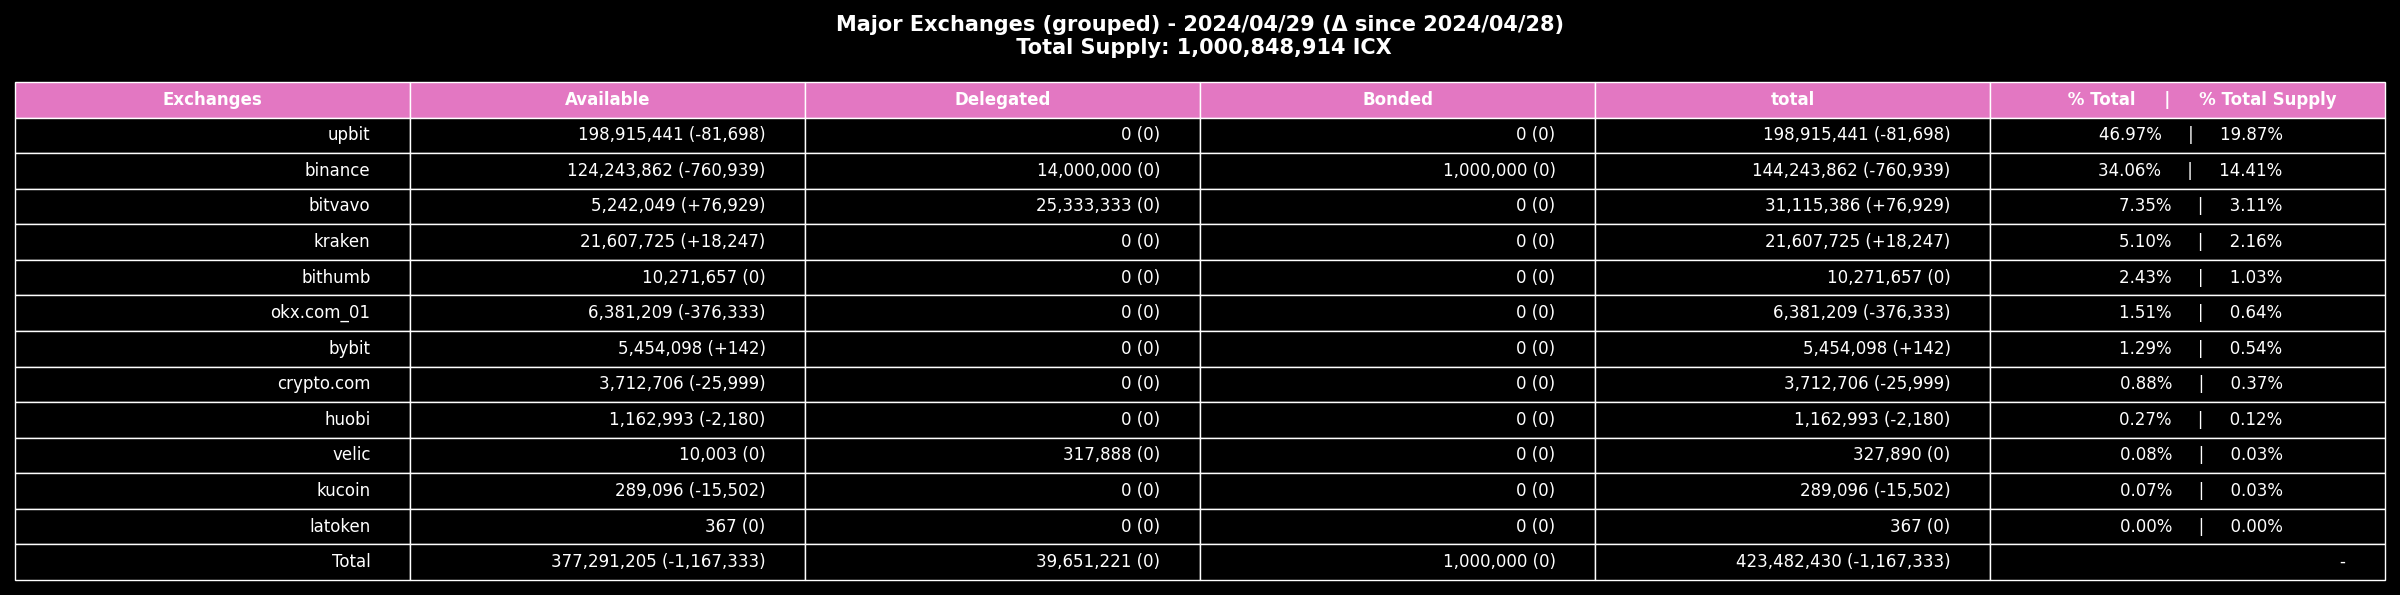 Major Exchanges (grouped) - 2024/04/29 (Δ since 2024/04/28)
Total Supply: 1,000,848,914 ICX
Exchanges Available Delegated Bonded total % Total | % Total Supply
upbit 198,915,441 (-81,698) 0 (0) 0 (0) 198,915,441 (-81,698) 46.97% | 19.87%
binance 124,243,862 (-760,939) 14,000,000 (0) 1,000,000 (0) 144,243,862 (-760,939) 34.06% | 14.41%
bitvavo 5,242,049 (+76,929) 25,333,333 (0) 0 (0) 31,115,386 (+76,929) 7.35% | 3.11%
kraken 21,607,725 (+18,247) 0 (0) 0 (0) 21,607,725 (+18,247) 5.10% | 2.16%
bithumb 10,271,657 (0) 0 (0) 0 (0) 10,271,657 (0) 2.43% | 1.03%
okx.com_01 6,381,209 (-376,333) 0 (0) 0 (0) 6,381,209 (-376,333) 1.51% | 0.64%
bybit 5,454,098 (+142) 0 (0) 0 (0) 5,454,098 (+142) 1.29% | 0.54%
crypto.com 3,712,706 (-25,999) 0 (0) 0 (0) 3,712,706 (-25,999) 0.88% | 0.37%
huobi 1,162,993 (-2,180) 0 (0) 0 (0) 1,162,993 (-2,180) 0.27% | 0.12%
velic 10,003 (0) 317,888 (0) 0 (0) 327,890 (0) 0.08% | 0.03%
kucoin 289,096 (-15,502) 0 (0) 0 (0) 289,096 (-15,502) 0.07% | 0.03%
latoken 367 (0) 0 (0) 0 (0) 367 (0) 0.00% | 0.00%
Total 377,291,205 (-1,167,333) 39,651,221 (0) 1,000,000 (0) 423,482,430 (-1,167,333) -